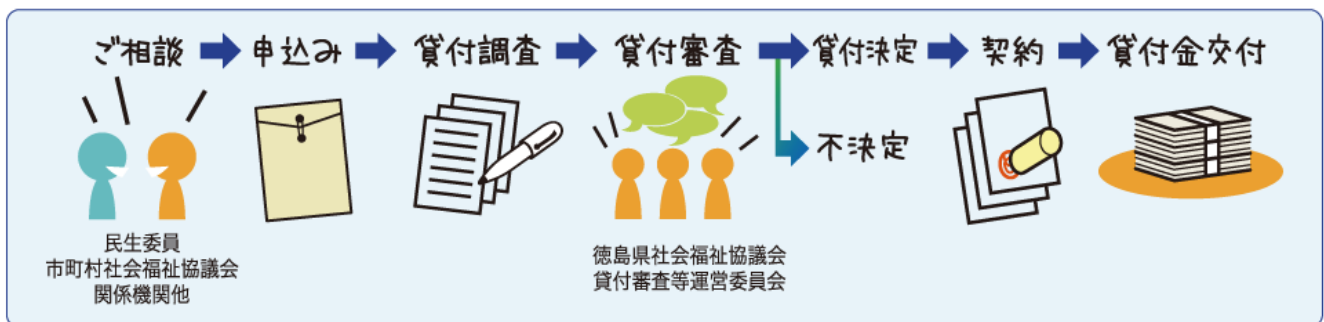 ご相談
申込み
貸付調査
貸付審査
貸付決定
契約
貸付金交付
不決定
民生委員
市町村社会福祉協議会
関係機関他
徳島県社会福祉協議会
貸付審査等運営委員会